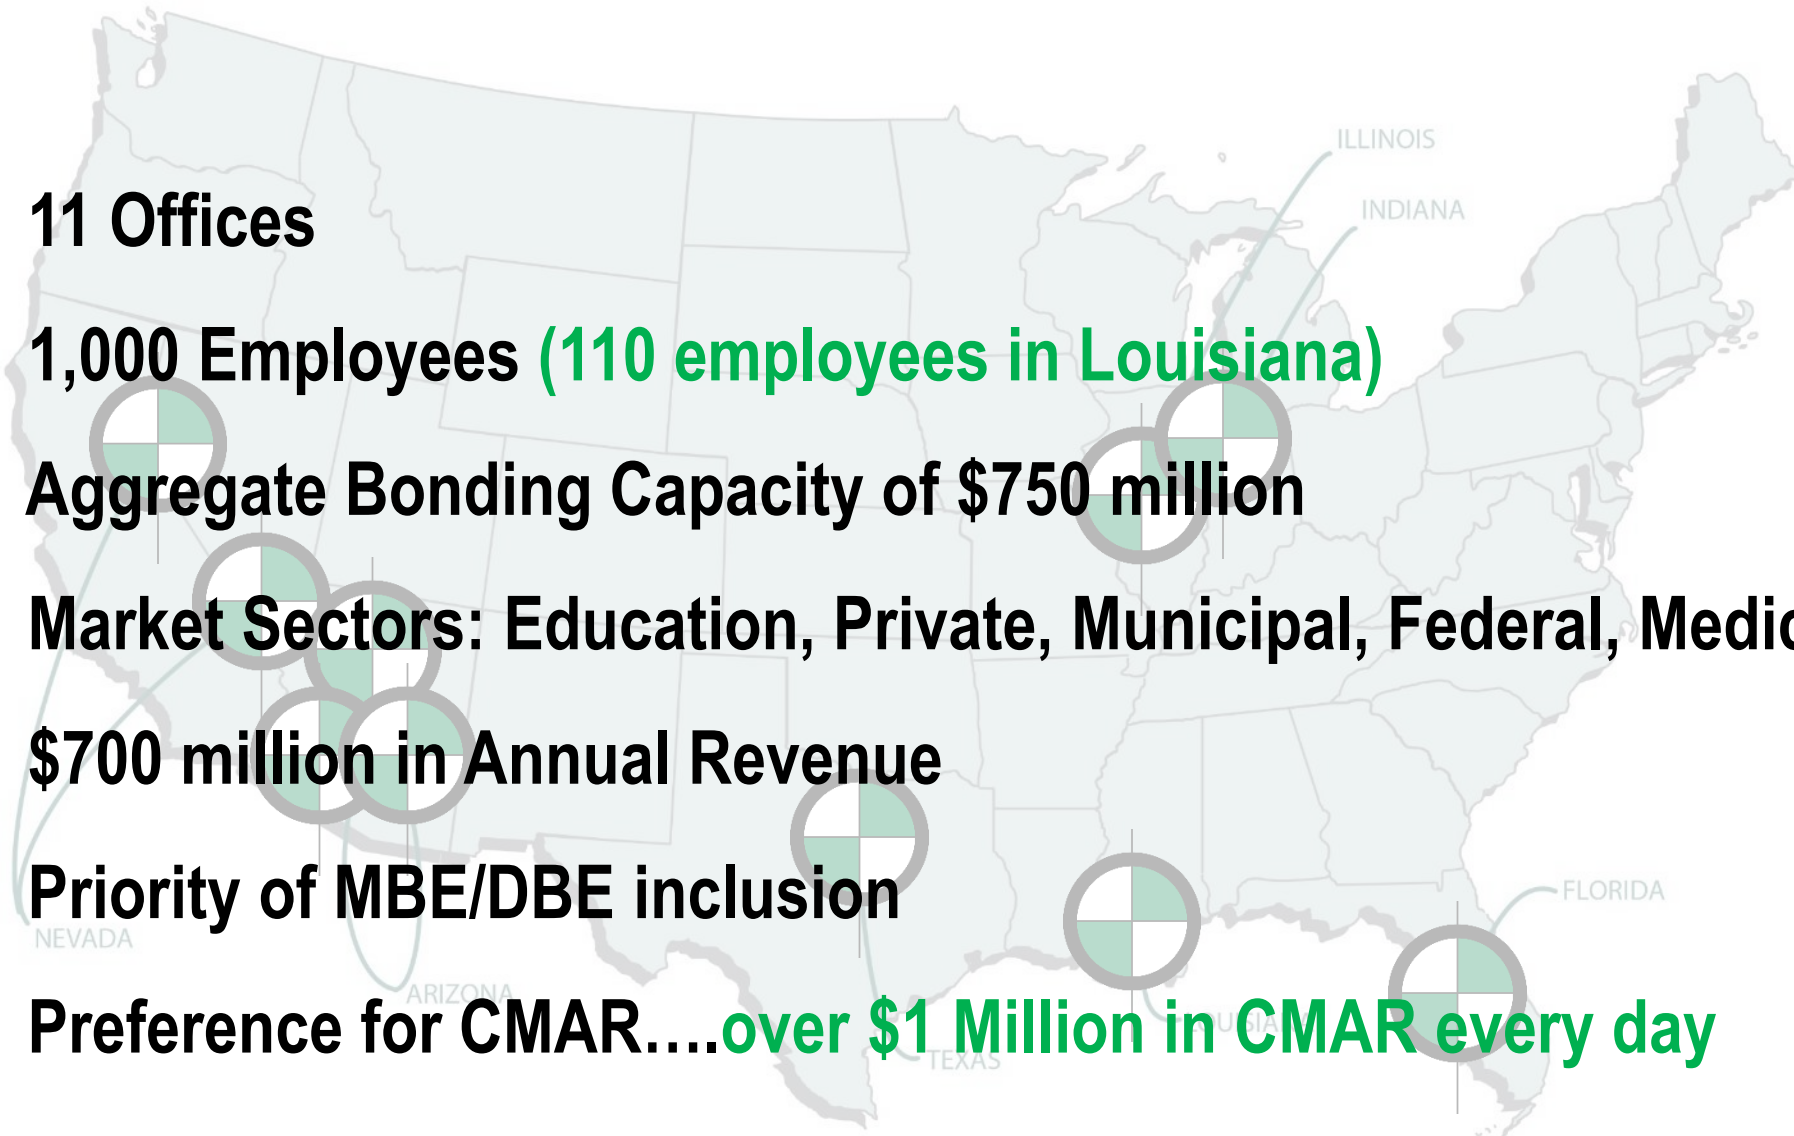 ILLINOIS
INDIANA
11 Offices
1,000 Employees (110 employees in Louisiana)
Aggregate Bonding Capacity of $750 million
Market Sectors: Education, Private, Municipal, Federal,
$700 million in Annual Revenue
Priority of MBE/DBE inclusion
FLORIDA
NEVADA
ARIZONA
Preference for CMAR….over $1 Million in CMAR every day
TEXAS